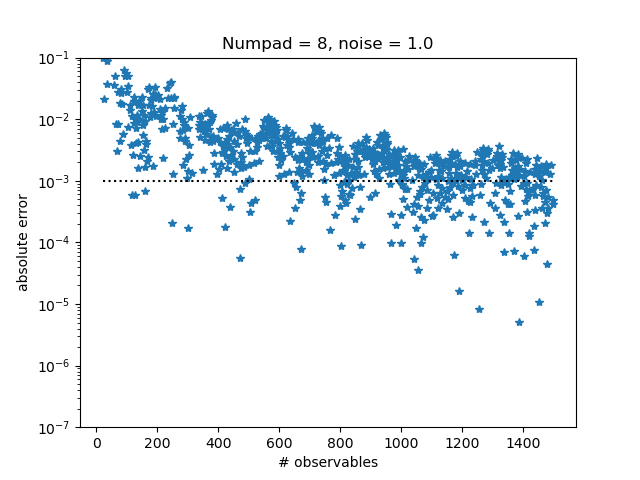 Numpad = 8, noise = 1.0
10⁻¹
10⁻²
10⁻³
10⁻⁴
10⁻⁵
10⁻⁶
10⁻⁷
absolute error
0 200 400 600 800 1000 1200 1400
# observables